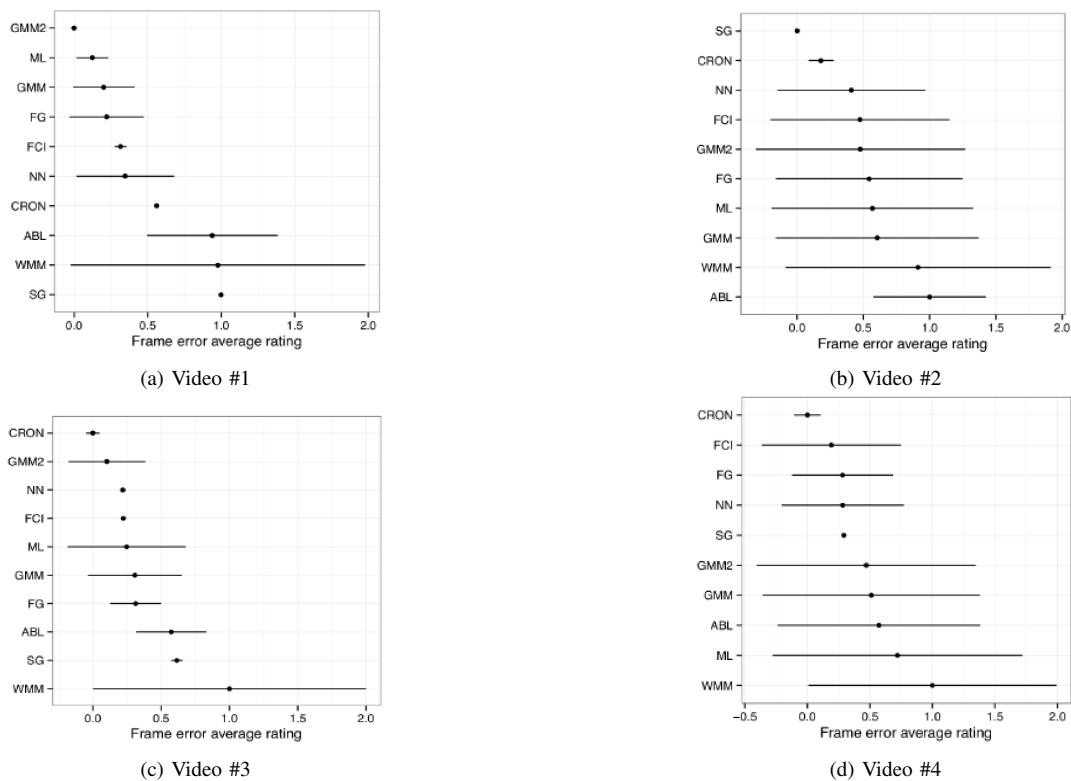 GMM2
ML
GMM
FG
FCI
NN
CRON
ABL
WMM
SG
0.0 0.5 1.0 1.5 2.0
Frame error average rating
(a) Video #1
SG
CRON
NN
FCI
GMM2
FG
ML
GMM
WMM
ABL
0.0 0.5 1.0 1.5 2.0
Frame error average rating
(b) Video #2
CRON
GMM2
NN
FCI
ML
GMM
FG
ABL
SG
WMM
0.0 0.5 1.0 1.5 2.0
Frame error average rating
(c) Video #3
CRON
FCI
FG
NN
SG
GMM2
GMM
ABL
ML
WMM
−0.5 0.0 0.5 1.0 1.5 2.0
Frame error average rating
(d) Video #4